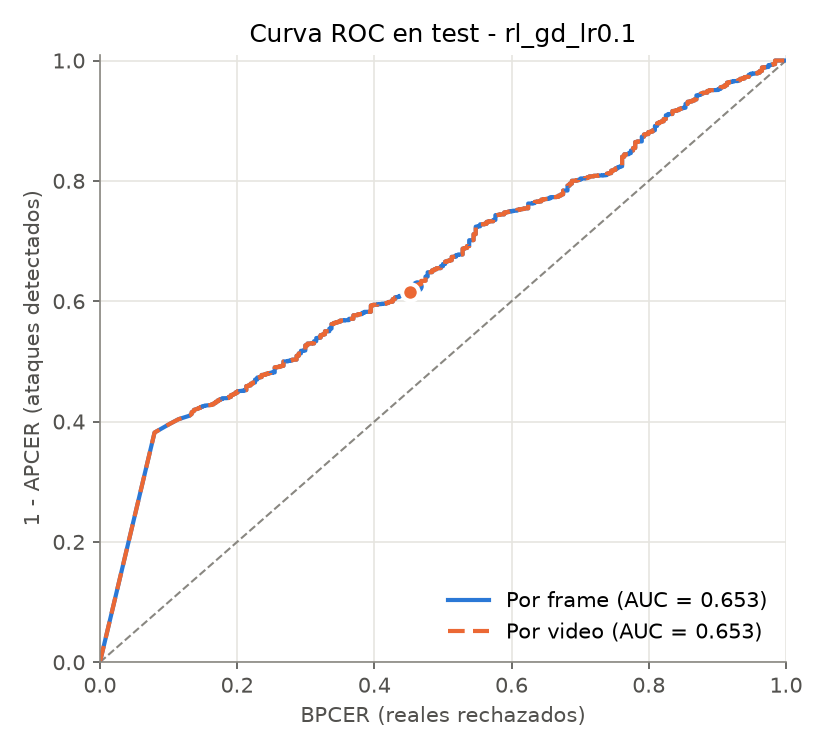 Curva ROC en test - rl_gd_lr0.1
1 - APCER (ataques detectados)
1.0
0.8
0.6
0.4
0.2
0.0
Por frame (AUC = 0.653)
Por video (AUC = 0.653)
0.0 0.2 0.4 0.6 0.8 1.0
BPCER (reales rechazados)